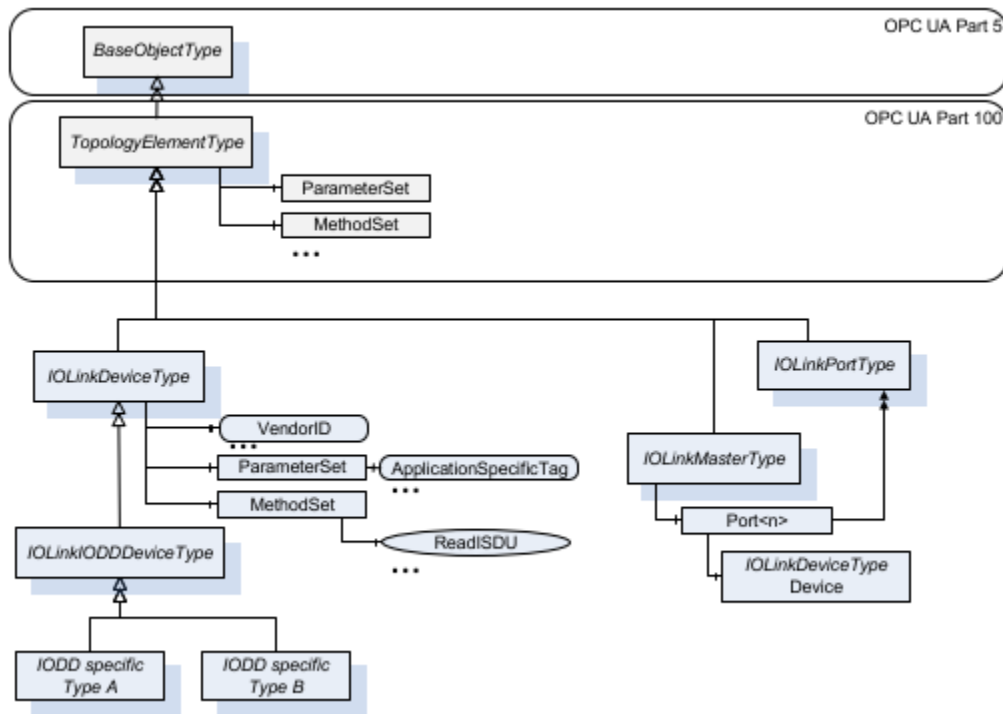 OPC UA Part 5
BaseObjectType
OPC UA Part 100
TopologyElementType
ParameterSet
MethodSet
...
IOLinkDeviceType
IOLinkPortType
VendorID
...
IOLinkMasterType
ParameterSet
ApplicationSpecificTag
...
MethodSet
Port<n>
IOLinkIODDDeviceType
ReadISDU
...
IOLinkDeviceType
Device
IODD specific
Type A
IODD specific
Type B